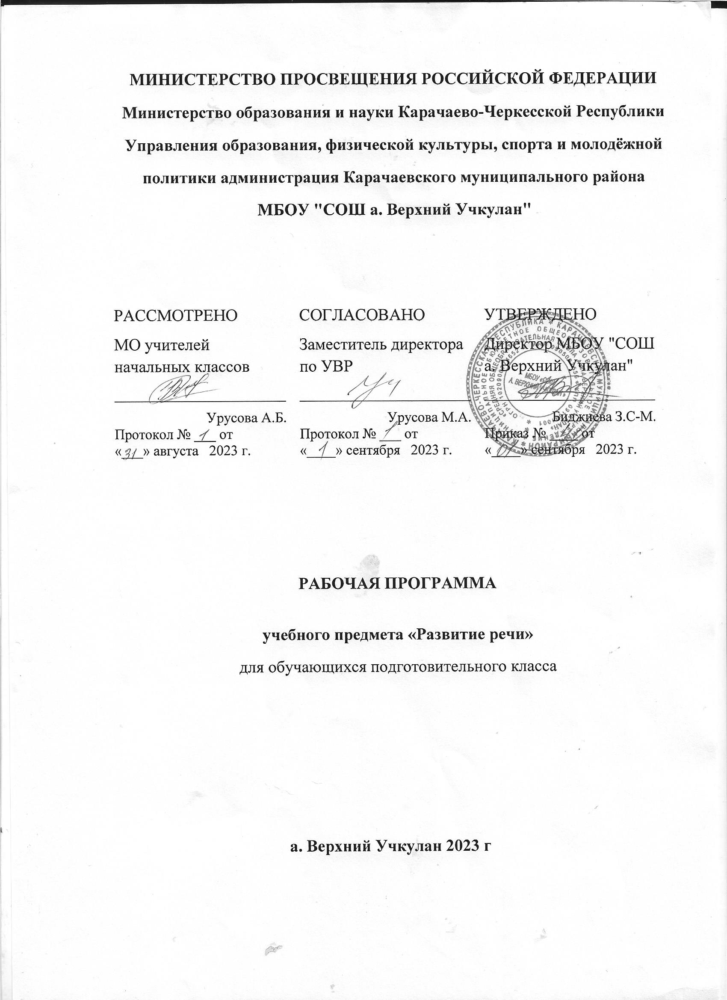 МИНИСТЕРСТВО ПРОСВЕЩЕНИЯ РОССИЙСКОЙ ФЕДЕРАЦИИ
Министерство образования и науки Карачаево-Черкесской Республики
Управления образования, физической культуры, спорта и молодёжной
политики администрация Карачаевского муниципального района
МБОУ "СОШ а. Верхний Учкулан"
РАССМОТРЕНО
МО учителей
начальных классов
Урусова А.Б.
Протокол № 1 от
«31» августа 2023 г.
СОГЛАСОВАНО
Заместитель директора
по УВР
Урусова М.А.
Протокол № 1 от
«1» сентября 2023 г.
УТВЕРЖДЕНО
Директор МБОУ "СОШ
а. Верхний Учкулан"
Биджиева З.С-М.
Приказ № 1 от
«01» сентября 2023 г.
РАБОЧАЯ ПРОГРАММА
учебного предмета «Развитие речи»
для обучающихся подготовительного класса
а. Верхний Учкулан 2023 г